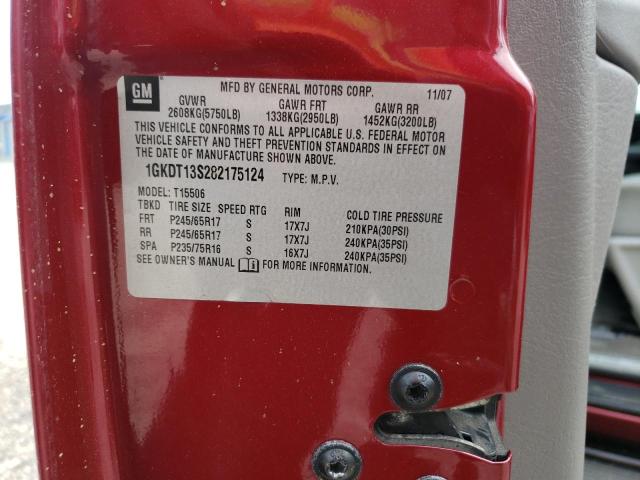 GM
MFD BY GENERAL MOTORS CORP. 11/07
GVWR GAWR FRT GAWR RR
2608KG(5750LB) 1338KG(2950LB) 1452KG(3200LB)
THIS VEHICLE CONFORMS TO ALL APPLICABLE U.S. FEDERAL MOTOR
VEHICLE SAFETY AND THEFT PREVENTION STANDARDS IN EFFECT ON
THE DATE OF MANUFACTURE SHOWN ABOVE.
1GKDT13S282175124 TYPE: M.P.V.
MODEL: T15506
TBKD TIRE SIZE SPEED RTG RIM COLD TIRE PRESSURE
FRT P245/65R17 S 17X7J 210KPA(30PSI)
RR P245/65R17 S 17X7J 240KPA(35PSI)
SPA P235/75R16 S 16X7J 240KPA(35PSI)
SEE OWNER'S MANUAL FOR MORE INFORMATION.